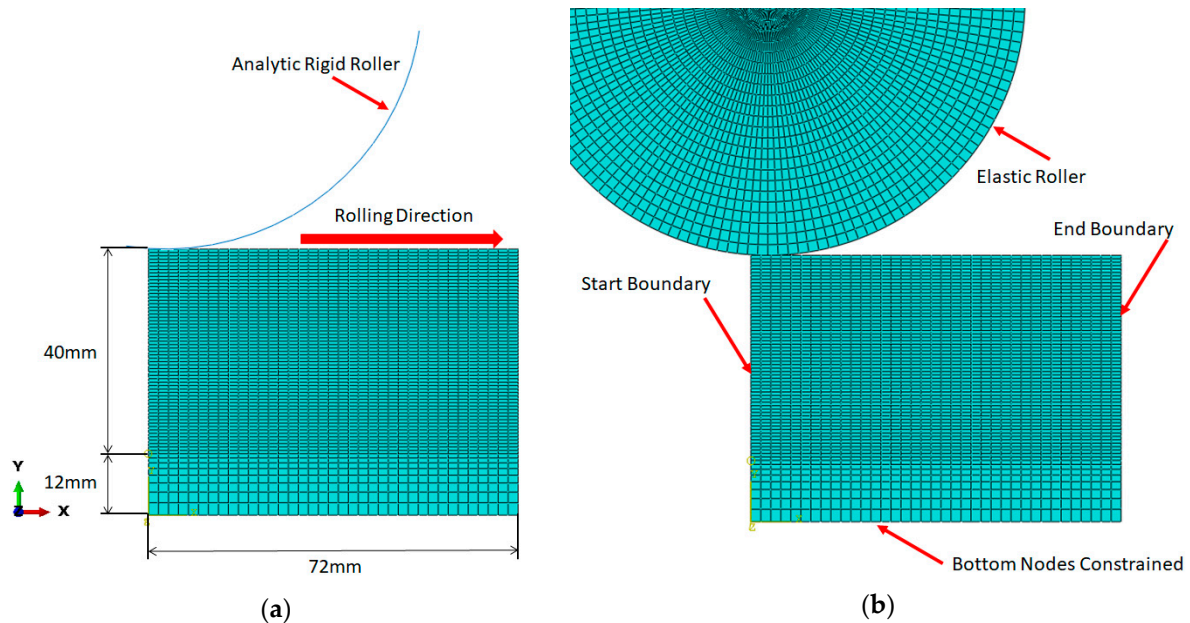 Analytic Rigid Roller
Rolling Direction
40mm
12mm
Y
X
72mm
(a)
Elastic Roller
End Boundary
Start Boundary
Bottom Nodes Constrained
(b)